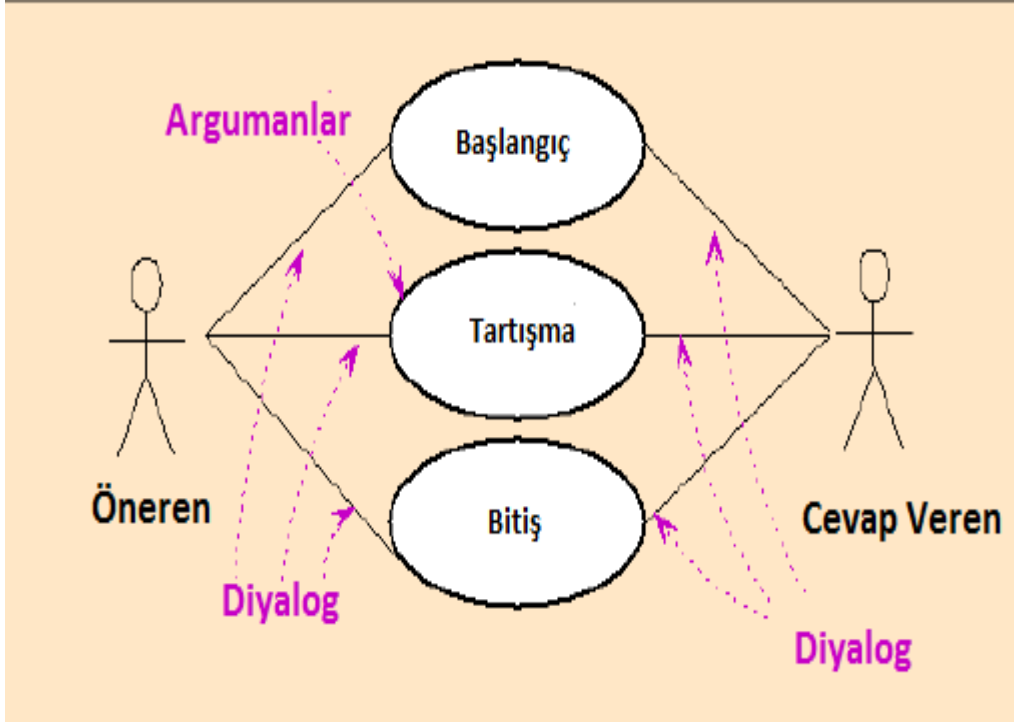 Argumanlar
Başlangıç
Tartışma
Öneren
Bitiş
Cevap Veren
Diyalog
Diyalog